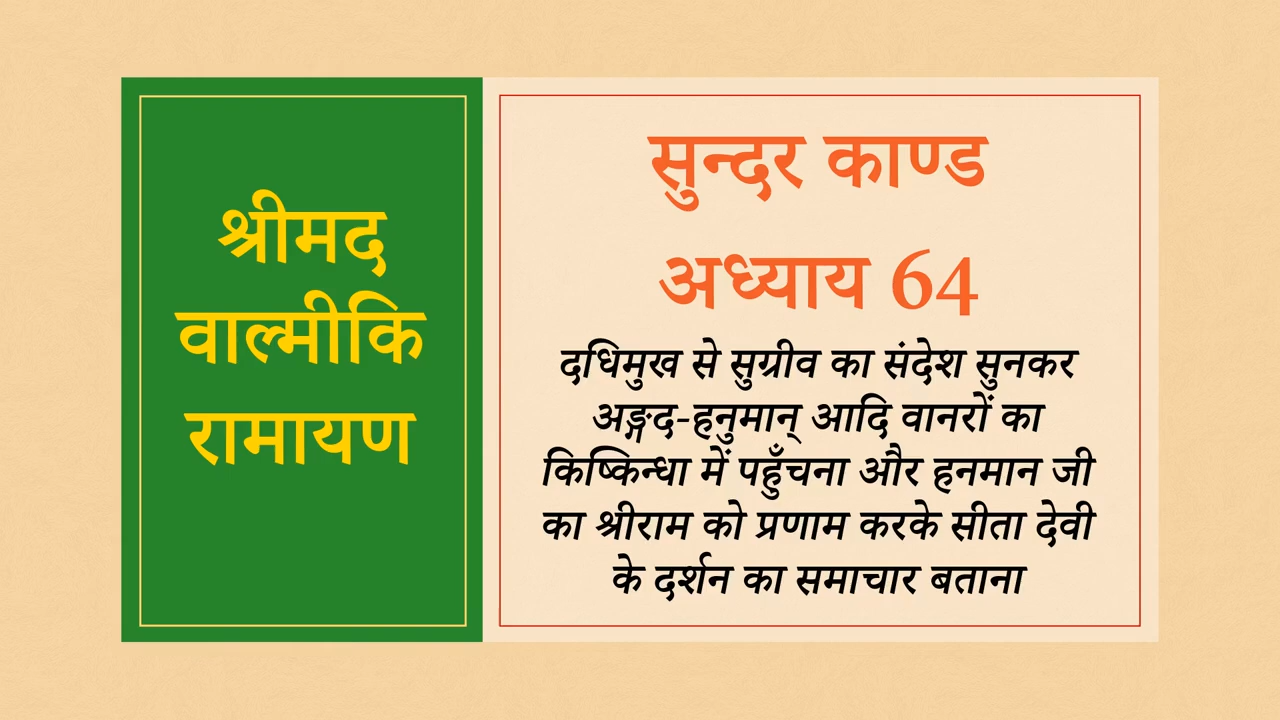 श्रीमद
वाल्मीकि
रामायण
सुन्दर काण्ड
अध्याय 64
दधिमुख से सुग्रीव का संदेश सुनकर
अङ्गद-हनुमान् आदि वानरों का
किष्किन्धा में पहुँचना और हनमान जी
का श्रीराम को प्रणाम करके सीता देवी
के दर्शन का समाचार बताना